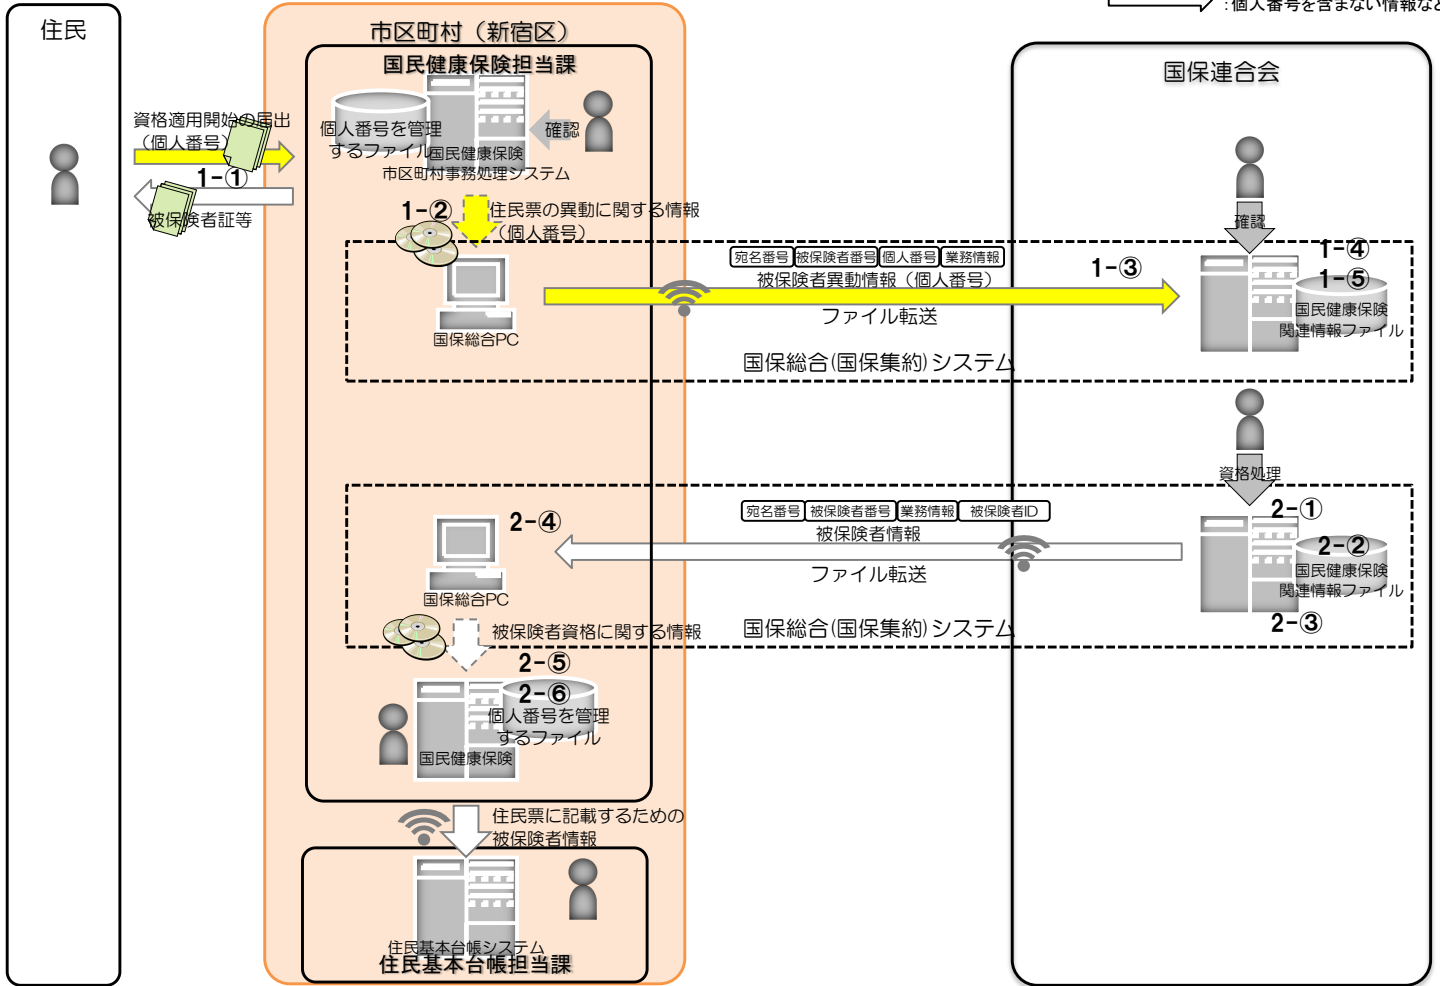 :個人番号を含まない情報など
住民
市区町村（新宿区）
国民健康保険担当課
国保連合会
資格適用開始の届出
（個人番号）
1-①
被保険者証等
個人番号を管理
するファイル
国民健康保険
市区町村事務処理システム
確認
1-②
住民票の異動に関する情報
（個人番号）
国保総合PC
宛名番号 被保険者番号 個人番号 業務情報
被保険者異動情報（個人番号）
ファイル転送
1-③
確認
1-④
1-⑤
国民健康保険
関連情報ファイル
国保総合(国保集約)システム
資格処理
2-①
2-②
国民健康保険
関連情報ファイル
2-③
宛名番号 被保険者番号 業務情報 被保険者ID
被保険者情報
ファイル転送
2-④
国保総合PC
国保総合(国保集約)システム
被保険者資格に関する情報
2-⑤
2-⑥
個人番号を管理
するファイル
国民健康保険
住民票に記載するための
被保険者情報
住民基本台帳システム
住民基本台帳担当課